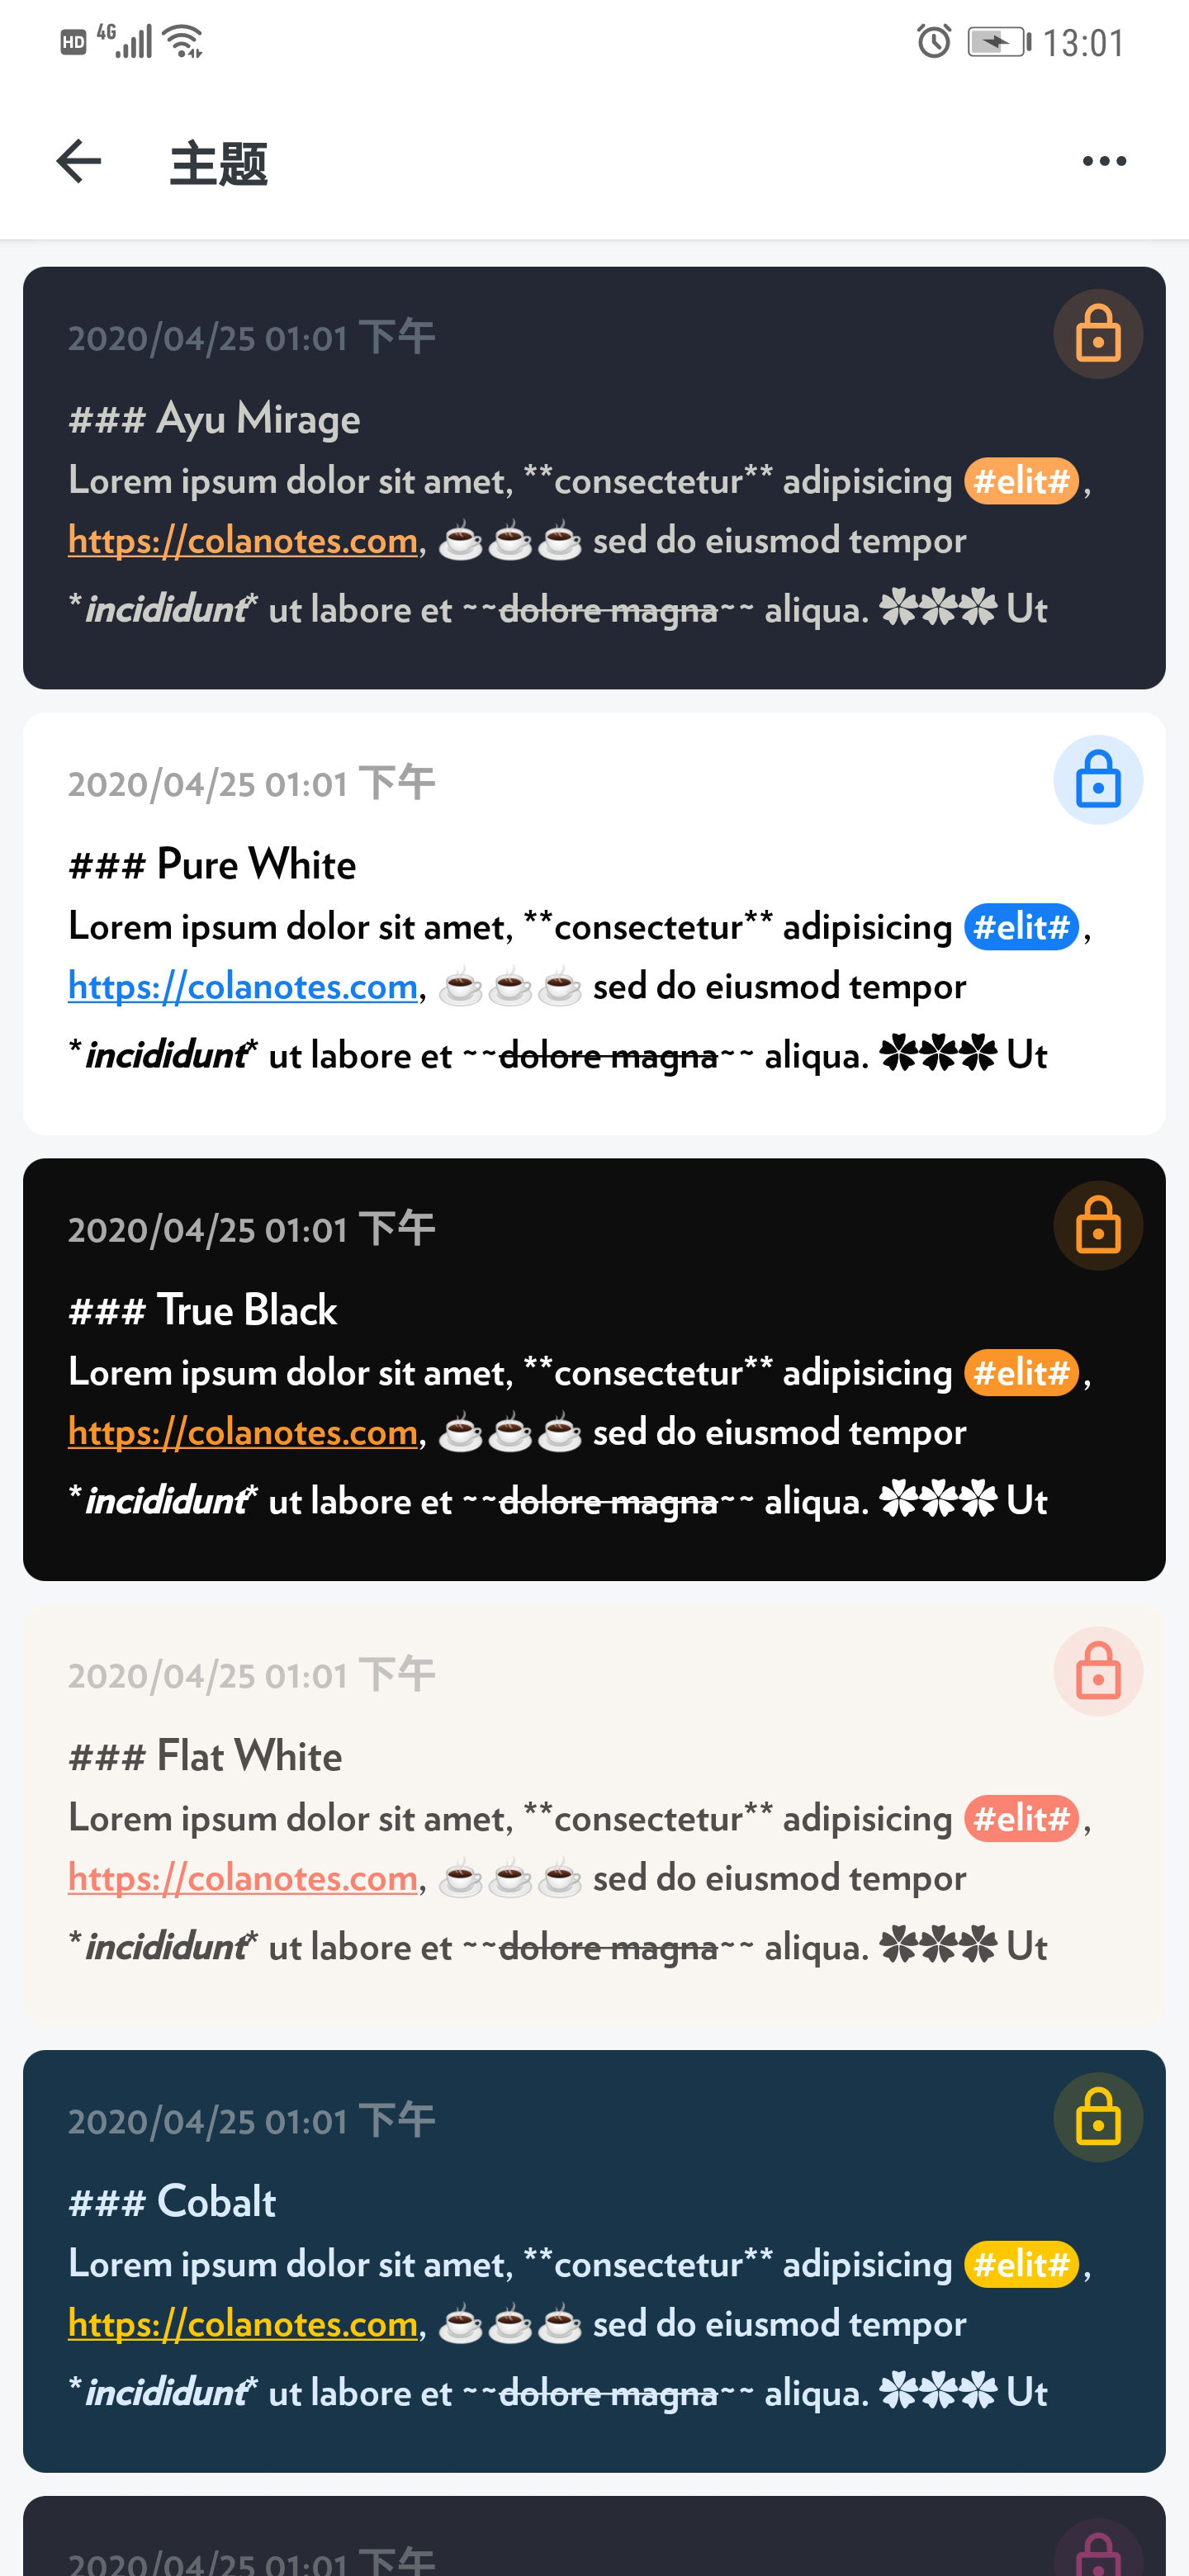 HD 4G 13:01
主题
2020/04/25 01:01 下午
### Ayu Mirage
Lorem ipsum dolor sit amet, **consectetur** adipisicing #elit#,
https://colanotes.com, ☕☕☕ sed do eiusmod tempor
*incididunt* ut labore et ~~dolore magna~~ aliqua. ✿✿✿ Ut
2020/04/25 01:01 下午
### Pure White
Lorem ipsum dolor sit amet, **consectetur** adipisicing #elit#,
https://colanotes.com, ☕☕☕ sed do eiusmod tempor
*incididunt* ut labore et ~~dolore magna~~ aliqua. ✿✿✿ Ut
2020/04/25 01:01 下午
### True Black
Lorem ipsum dolor sit amet, **consectetur** adipisicing #elit#,
https://colanotes.com, ☕☕☕ sed do eiusmod tempor
*incididunt* ut labore et ~~dolore magna~~ aliqua. ✿✿✿ Ut
2020/04/25 01:01 下午
### Flat White
Lorem ipsum dolor sit amet, **consectetur** adipisicing #elit#,
https://colanotes.com, ☕☕☕ sed do eiusmod tempor
*incididunt* ut labore et ~~dolore magna~~ aliqua. ✿✿✿ Ut
2020/04/25 01:01 下午
### Cobalt
Lorem ipsum dolor sit amet, **consectetur** adipisicing #elit#,
https://colanotes.com, ☕☕☕ sed do eiusmod tempor
*incididunt* ut labore et ~~dolore magna~~ aliqua. ✿✿✿ Ut
2020/04/25 01:01 下午